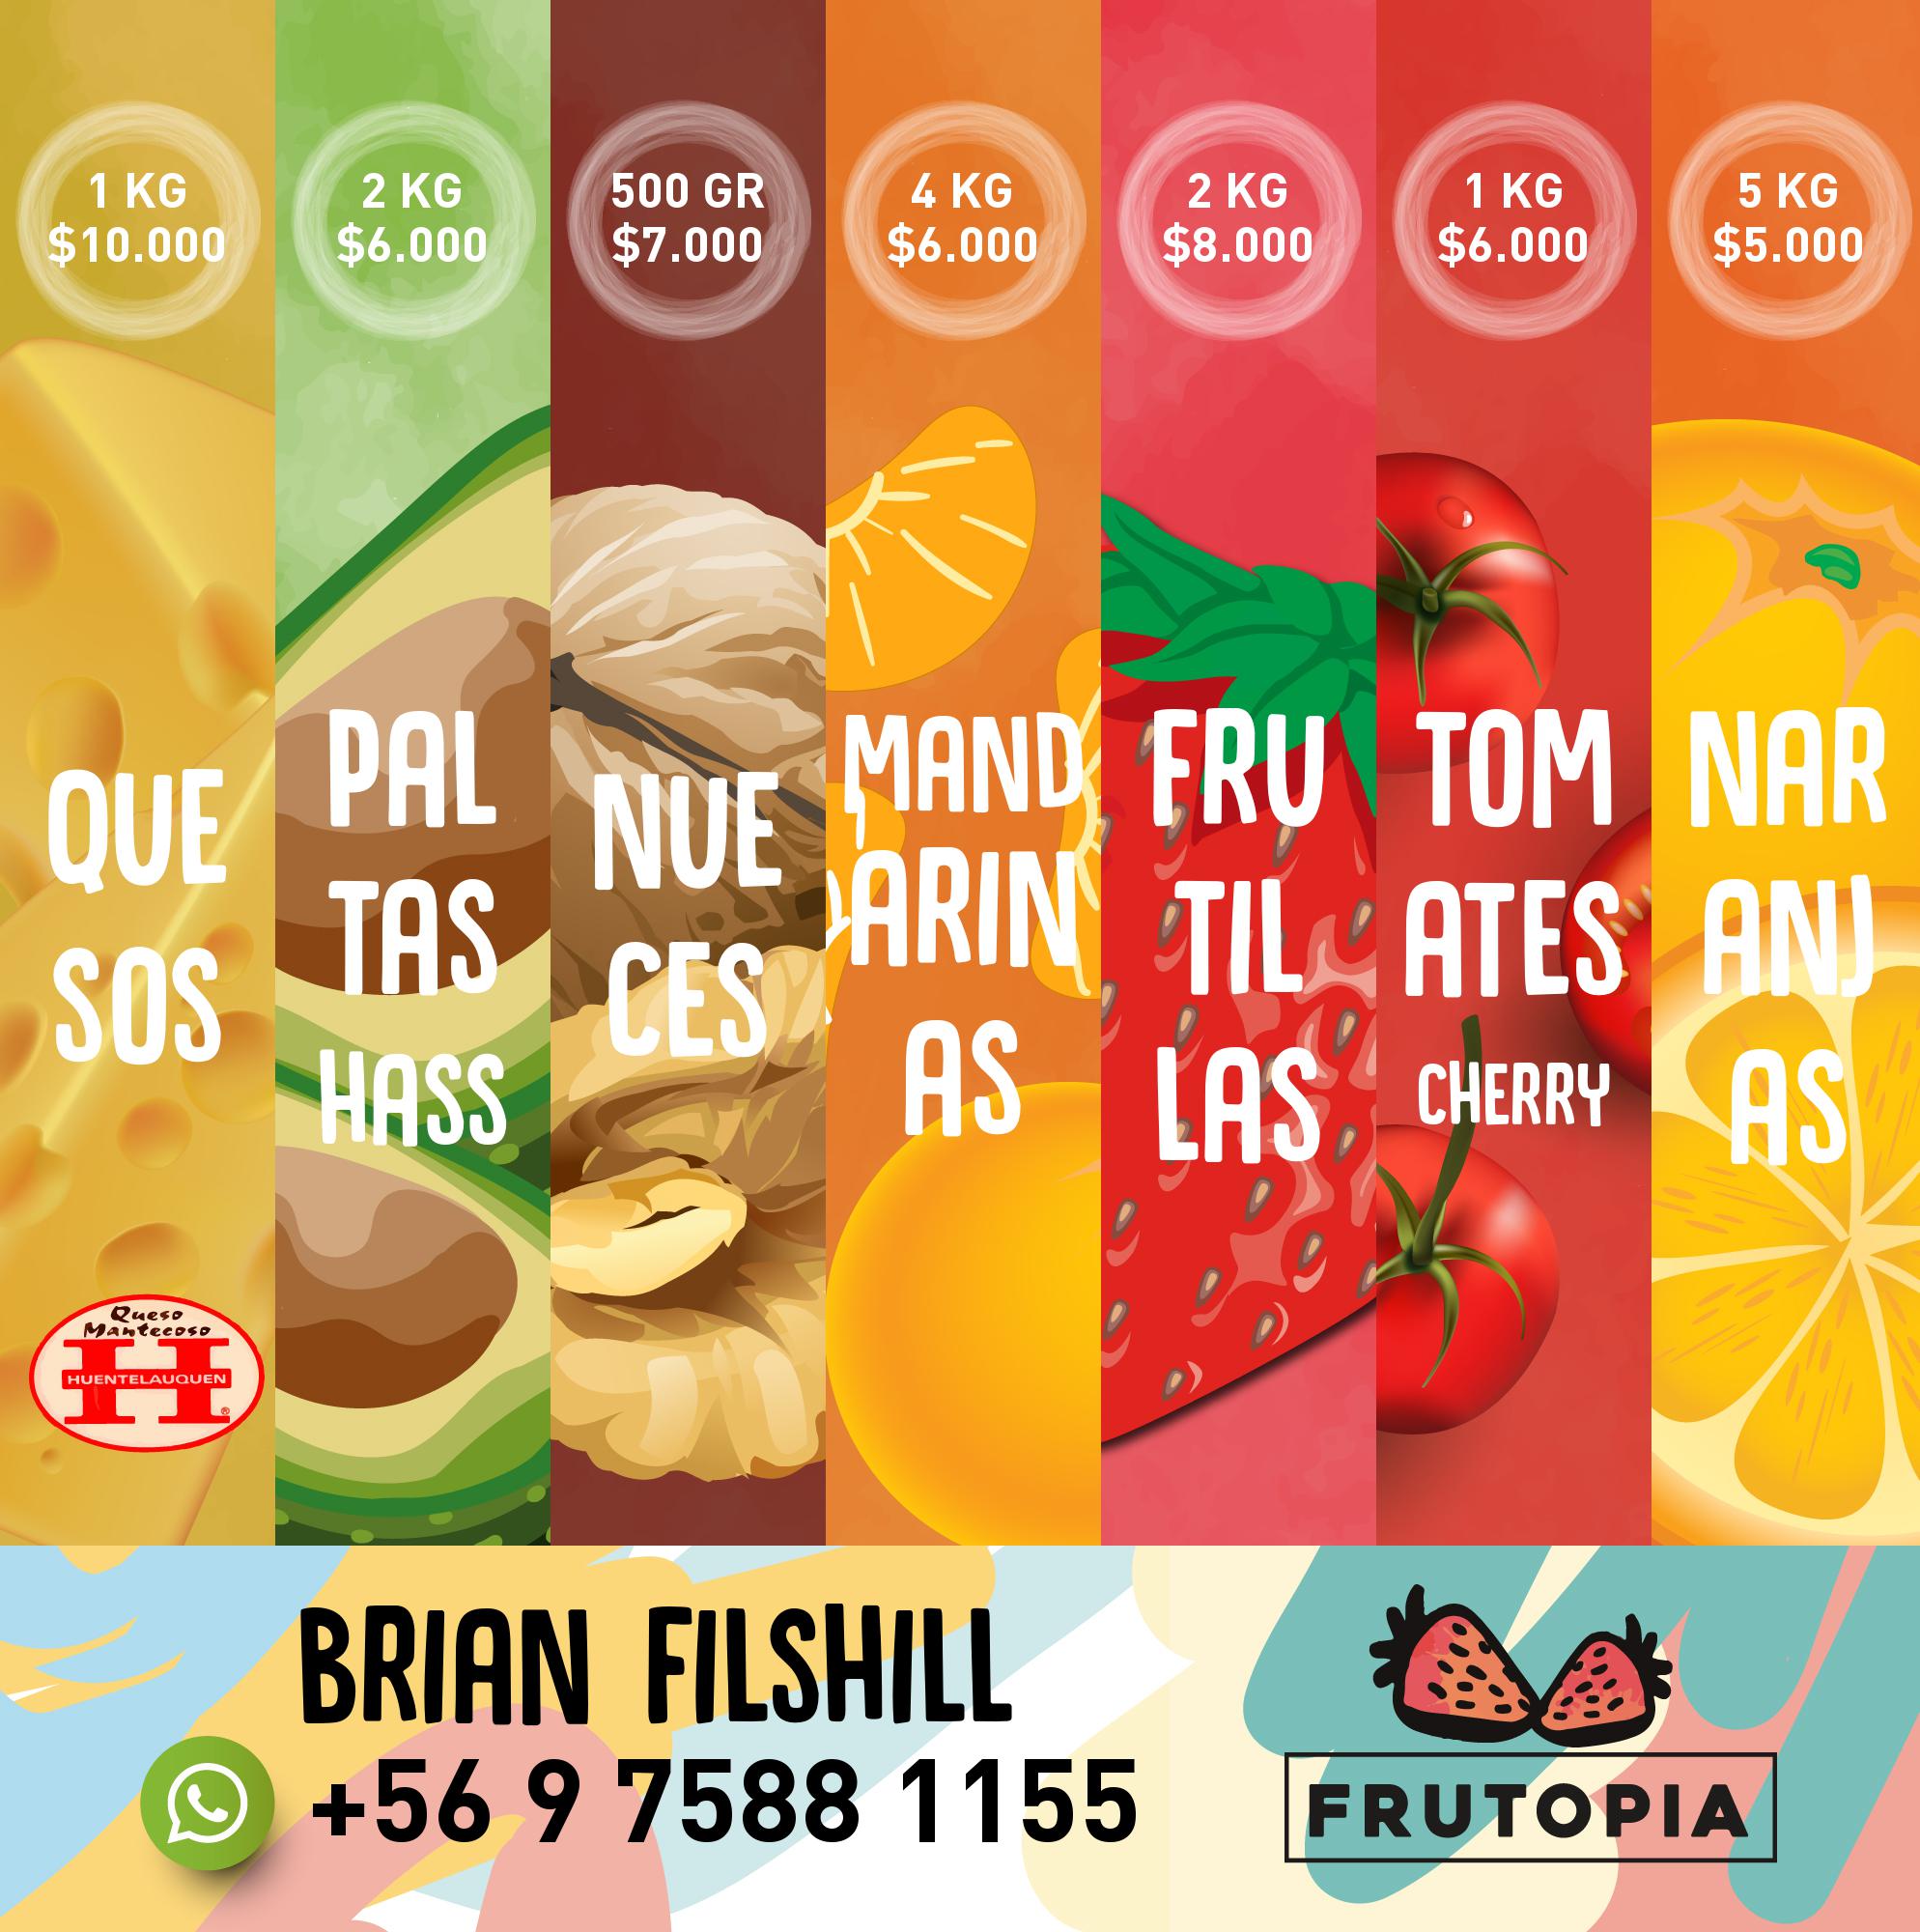 1 KG
$10.000
QUE
SOS
Queso
Mantecoso
HUENTELAUQUEN
®
2 KG
$6.000
PAL
TAS
HASS
500 GR
$7.000
NUE
CES
4 KG
$6.000
MAND
ARIN
AS
2 KG
$8.000
FRU
TIL
LAS
1 KG
$6.000
TOM
ATES
CHERRY
5 KG
$5.000
NAR
ANJ
AS
BRIAN FILSHILL
+56 9 7588 1155
FRUTOPIA